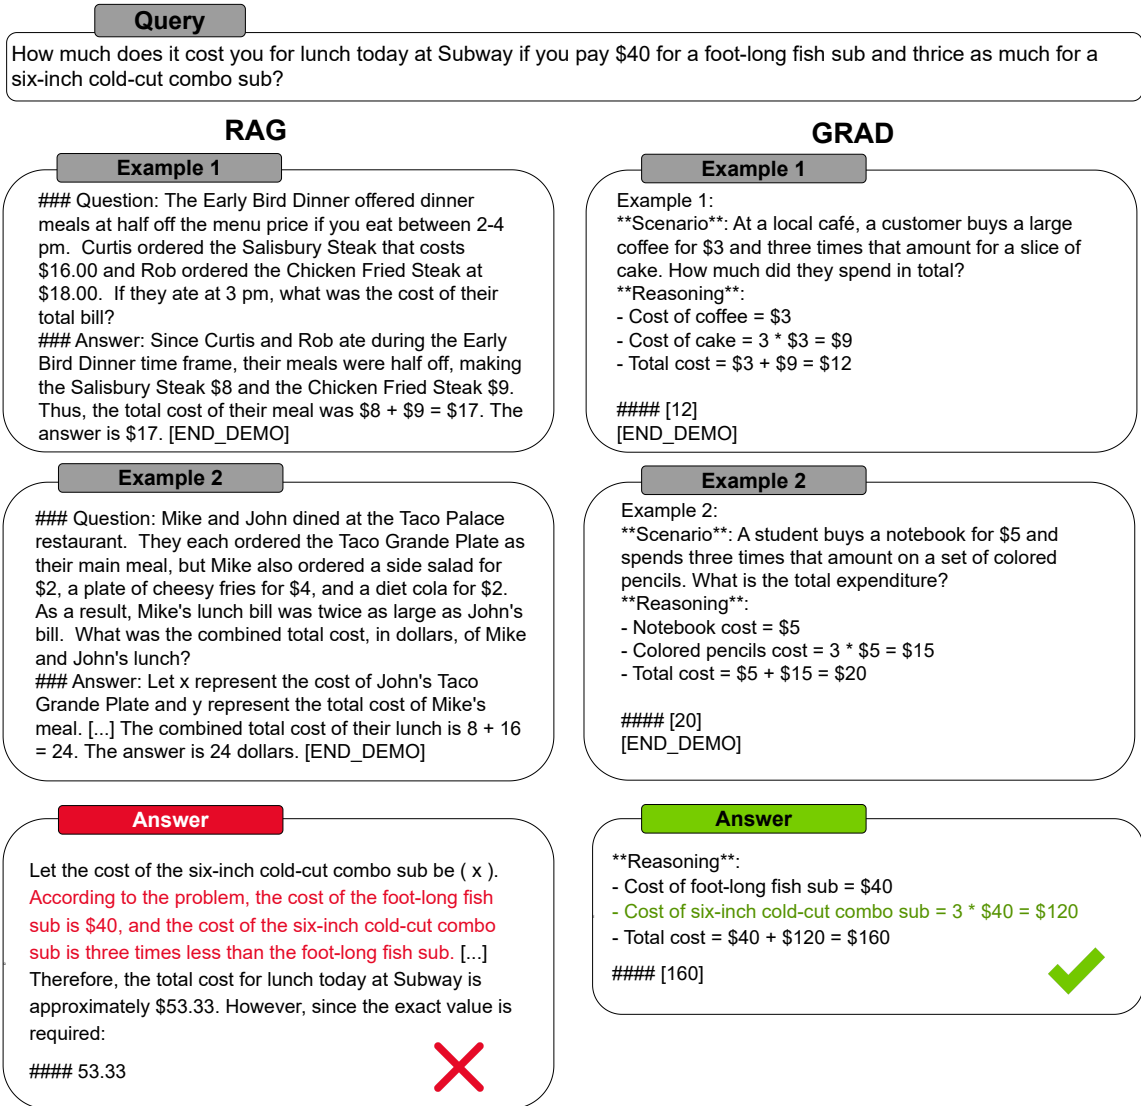 Query
How much does it cost you for lunch today at Subway if you pay $40 for a foot-long fish sub and thrice as much for a
six-inch cold-cut combo sub?
RAG
Example 1
### Question: The Early Bird Dinner offered dinner
meals at half off the menu price if you eat between 2-4
pm.  Curtis ordered the Salisbury Steak that costs
$16.00 and Rob ordered the Chicken Fried Steak at
$18.00.  If they ate at 3 pm, what was the cost of their
total bill?
### Answer: Since Curtis and Rob ate during the Early
Bird Dinner time frame, their meals were half off, making
the Salisbury Steak $8 and the Chicken Fried Steak $9.
Thus, the total cost of their meal was $8 + $9 = $17. The
answer is $17. [END_DEMO]
Example 2
### Question: Mike and John dined at the Taco Palace
restaurant.  They each ordered the Taco Grande Plate as
their main meal, but Mike also ordered a side salad for
$2, a plate of cheesy fries for $4, and a diet cola for $2.
As a result, Mike's lunch bill was twice as large as John's
bill.  What was the combined total cost, in dollars, of Mike
and John's lunch?
### Answer: Let x represent the cost of John's Taco
Grande Plate and y represent the total cost of Mike's
meal. [...] The combined total cost of their lunch is 8 + 16
= 24. The answer is 24 dollars. [END_DEMO]
Answer
Let the cost of the six-inch cold-cut combo sub be ( x ).
According to the problem, the cost of the foot-long fish
sub is $40, and the cost of the six-inch cold-cut combo
sub is three times less than the foot-long fish sub. [...]
Therefore, the total cost for lunch today at Subway is
approximately $53.33. However, since the exact value is
required:
#### 53.33
GRAD
Example 1
Example 1:
**Scenario**: At a local café, a customer buys a large
coffee for $3 and three times that amount for a slice of
cake. How much did they spend in total?
**Reasoning**:
- Cost of coffee = $3
- Cost of cake = 3 * $3 = $9
- Total cost = $3 + $9 = $12
#### [12]
[END_DEMO]
Example 2
Example 2:
**Scenario**: A student buys a notebook for $5 and
spends three times that amount on a set of colored
pencils. What is the total expenditure?
**Reasoning**:
- Notebook cost = $5
- Colored pencils cost = 3 * $5 = $15
- Total cost = $5 + $15 = $20
#### [20]
[END_DEMO]
Answer
**Reasoning**:
- Cost of foot-long fish sub = $40
- Cost of six-inch cold-cut combo sub = 3 * $40 = $120
- Total cost = $40 + $120 = $160
#### [160]